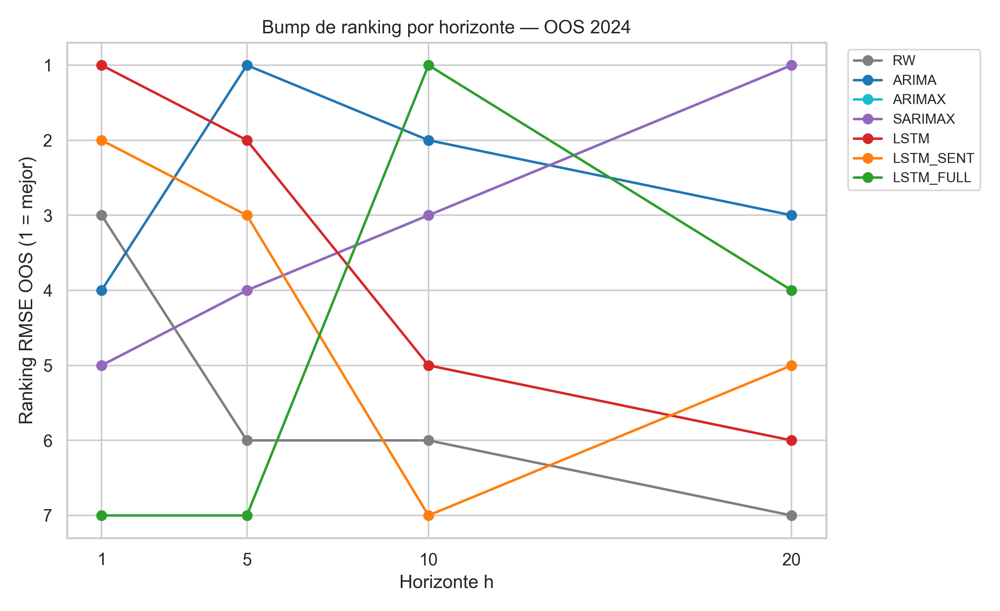 Bump de ranking por horizonte — OOS 2024
Ranking RMSE OOS (1 = mejor)
1
2
3
4
5
6
7
1
5
10
20
Horizonte h
RW
ARIMA
ARIMAX
SARIMAX
LSTM
LSTM_SENT
LSTM_FULL